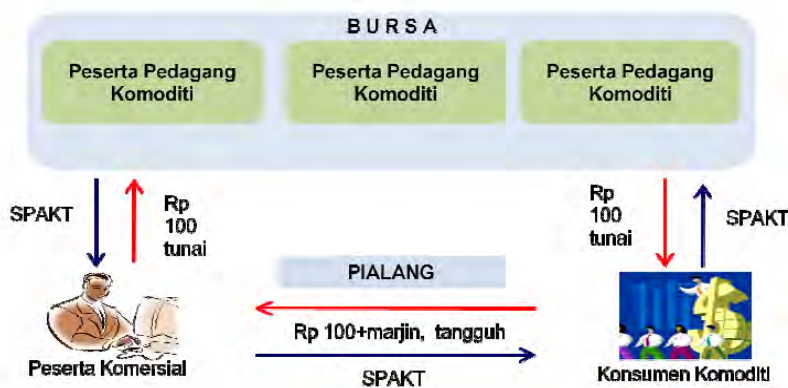 B U R S A
Peserta Pedagang
Komoditi
Peserta Pedagang
Komoditi
Peserta Pedagang
Komoditi
SPAKT
Rp
100
tunai
Rp
100
tunai
SPAKT
PIALANG
Rp 100+marjin, tangguh
Peserta Komersial
SPAKT
Konsumen Komoditi